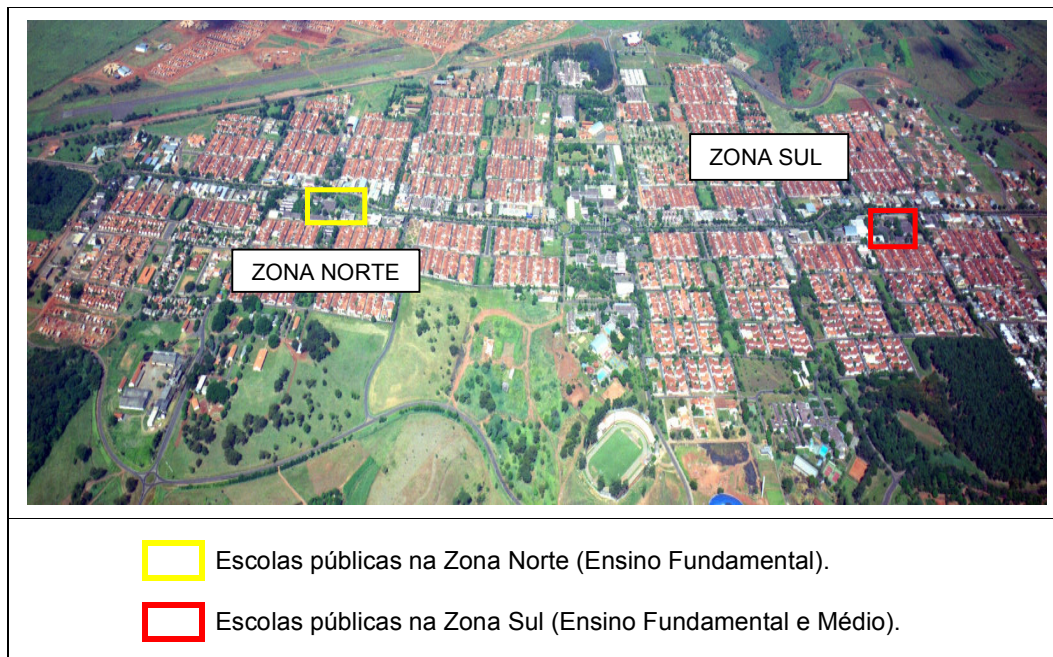 ZONA SUL
ZONA NORTE
Escolas públicas na Zona Norte (Ensino Fundamental).
Escolas públicas na Zona Sul (Ensino Fundamental e Médio).